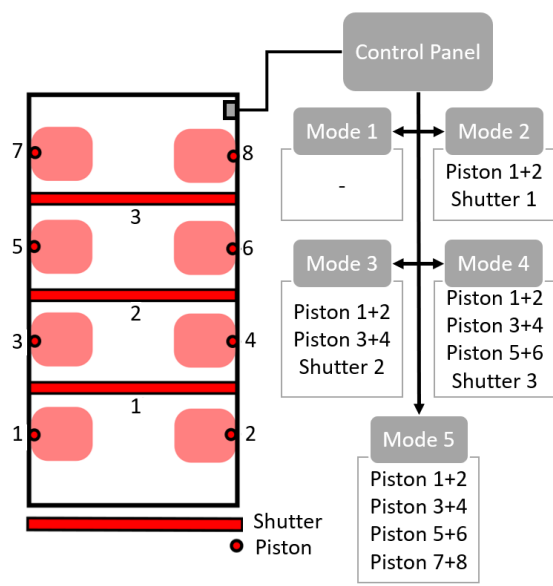 Control Panel
Mode 1
Mode 2
-
Piston 1+2
Shutter 1
Mode 3
Mode 4
Piston 1+2
Piston 3+4
Shutter 2
Piston 1+2
Piston 3+4
Piston 5+6
Shutter 3
Mode 5
Piston 1+2
Piston 3+4
Piston 5+6
Piston 7+8
7
8
3
5
6
2
3
4
1
1
2
Shutter
Piston